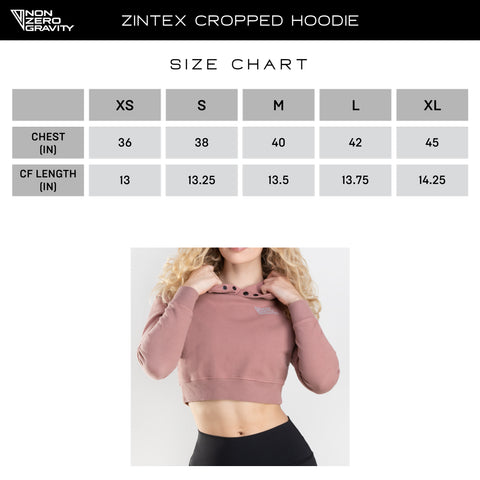 NON
ZERO
GRAVITY
ZINTEX CROPPED HOODIE
SIZE CHART
XS S M L XL
CHEST
(IN) 36 38 40 42 45
CF LENGTH
(IN) 13 13.25 13.5 13.75 14.25